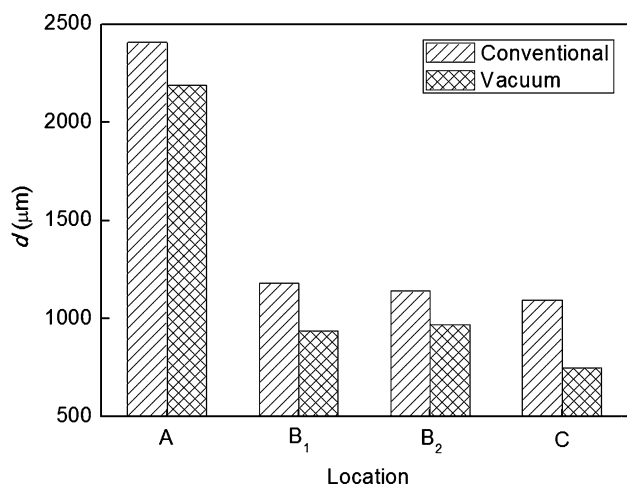 2500
2000
1500
1000
500
d (μm)
Conventional
Vacuum
A
B₁
B₂
C
Location